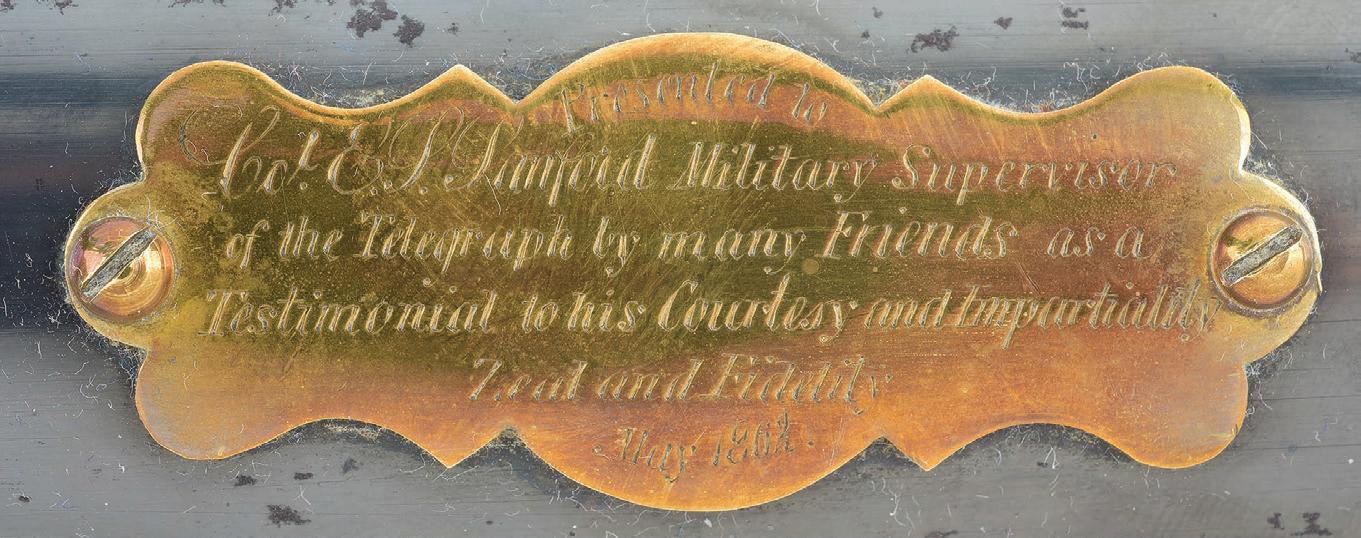 Presented to
Col. E.S. Sanford Military Supervisor
of the Telegraph by many Friends as a
Testimonial to his Courtesy and Impartiality
Zeal and Fidelity
May 1862.